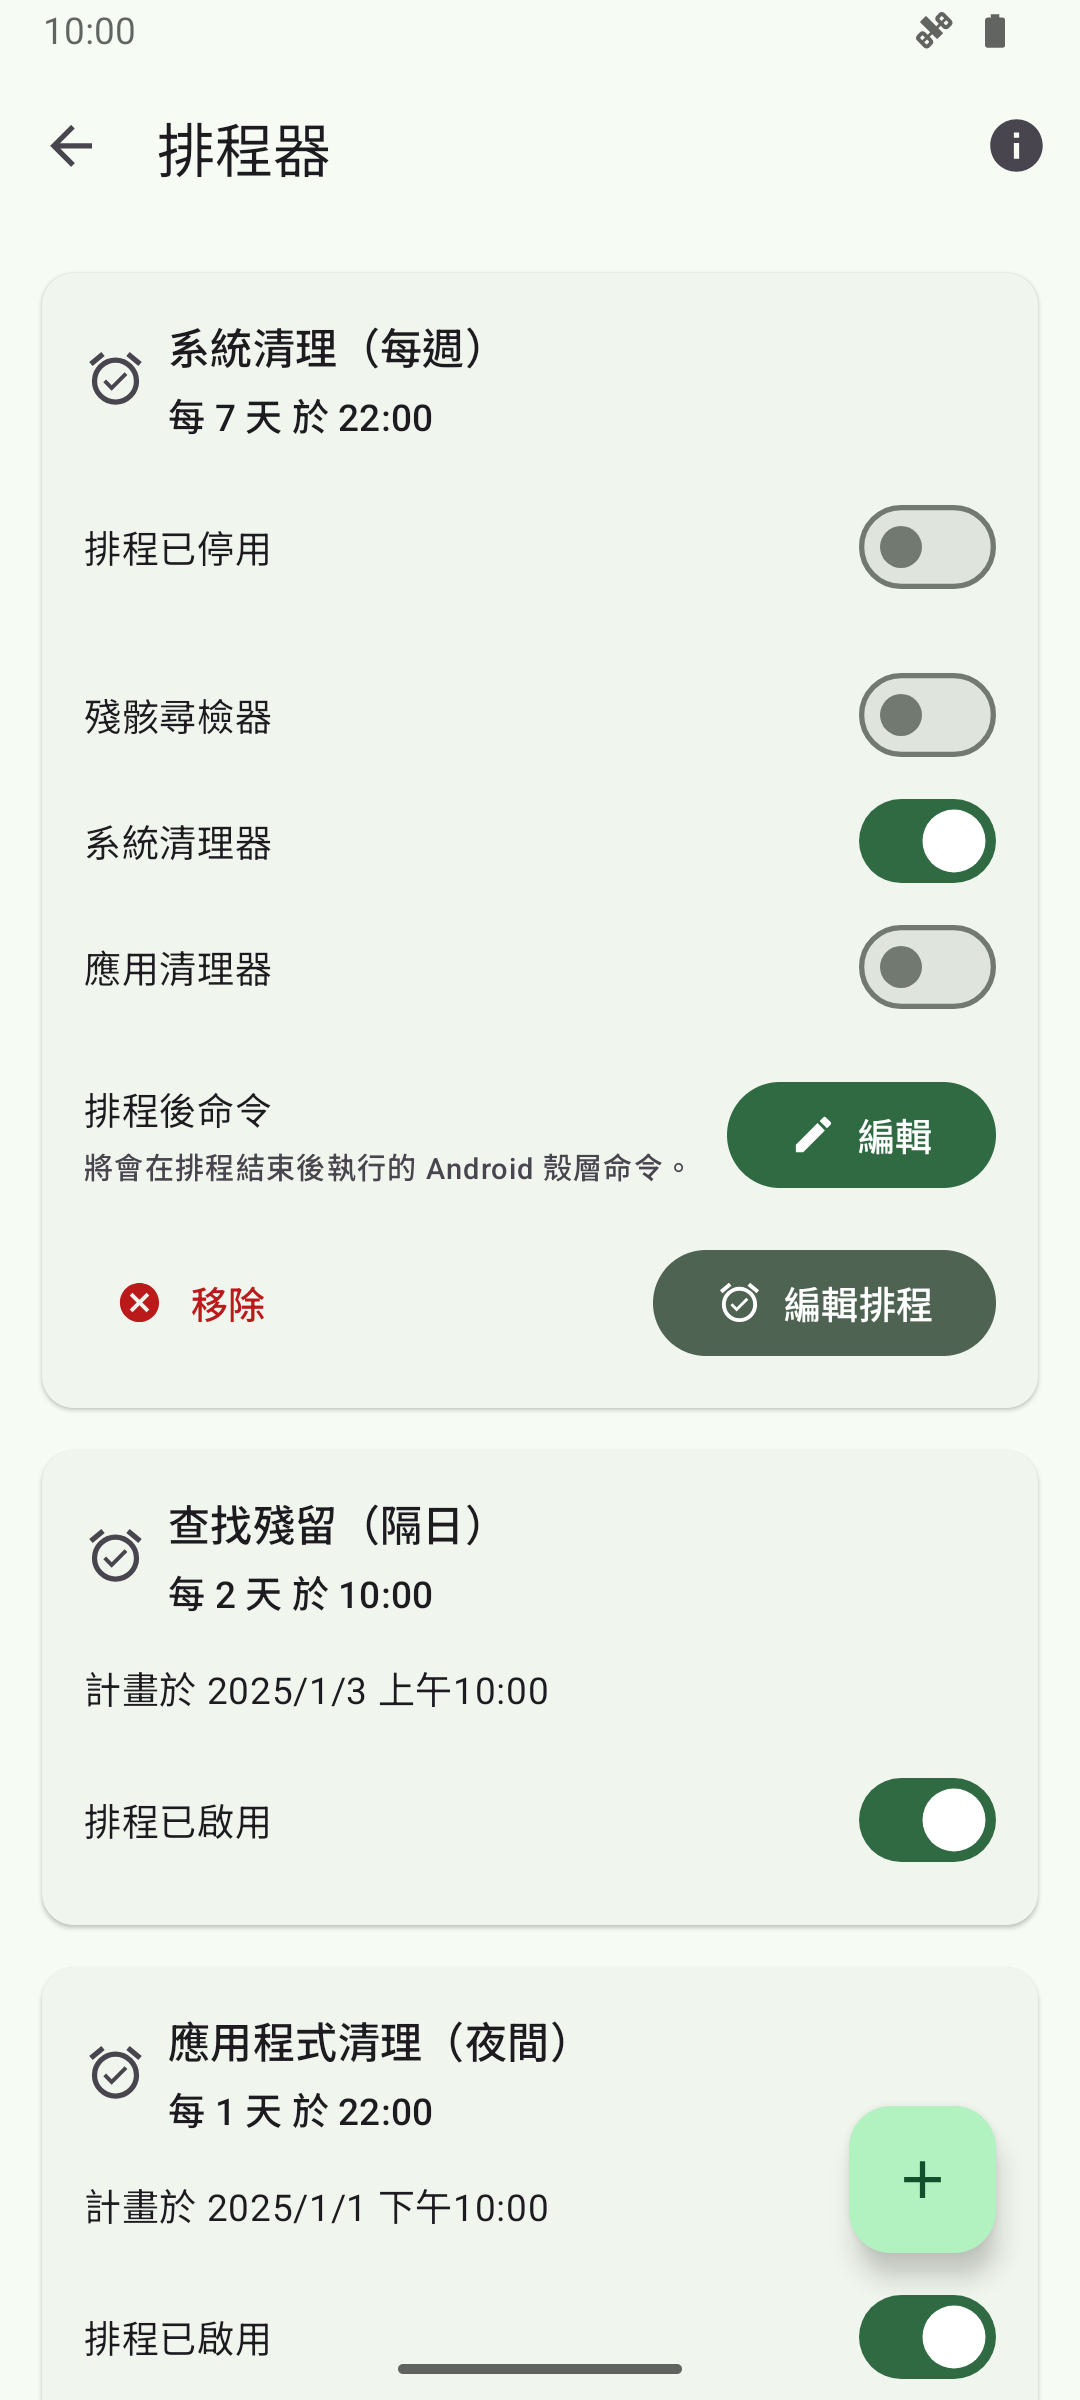 10:00
排程器
系統清理（每週）
每 7 天 於 22:00
排程已停用
殘骸尋檢器
系統清理器
應用清理器
排程後命令
將會在排程結束後執行的 Android 殼層命令。
編輯
移除
編輯排程
查找殘留（隔日）
每 2 天 於 10:00
計畫於 2025/1/3 上午10:00
排程已啟用
應用程式清理（夜間）
每 1 天 於 22:00
計畫於 2025/1/1 下午10:00
排程已啟用